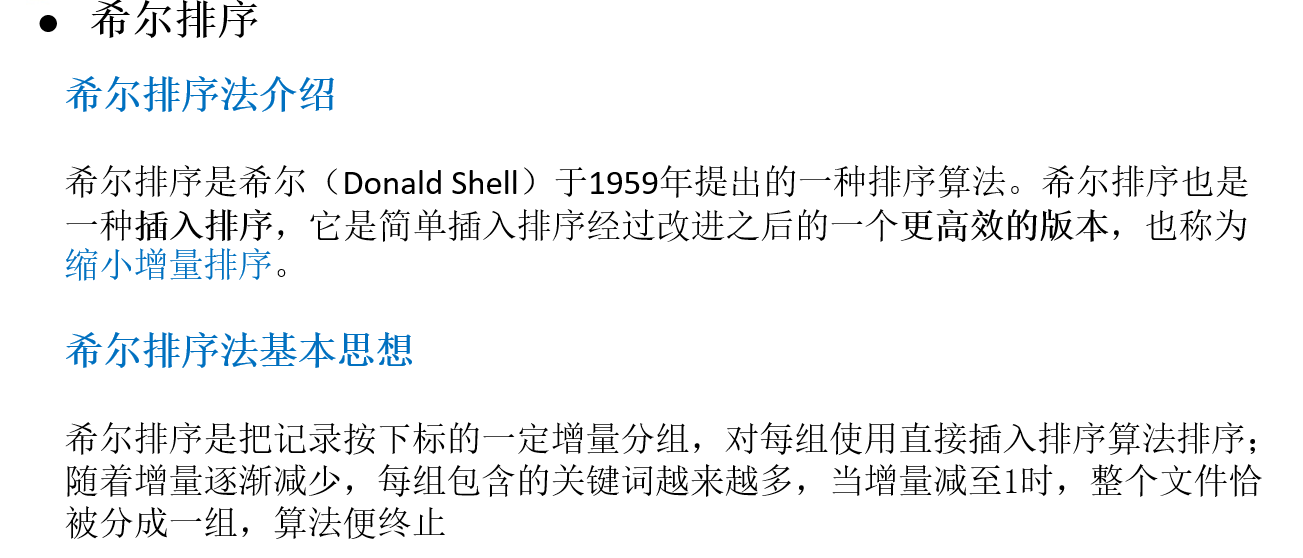 ● 希尔排序
希尔排序法介绍
希尔排序是希尔（Donald Shell）于1959年提出的一种排序算法。希尔排序也是
一种插入排序，它是简单插入排序经过改进之后的一个更高效的版本，也称为
缩小增量排序。
希尔排序法基本思想
希尔排序是把记录按下标的一定增量分组，对每组使用直接插入排序算法排序；
随着增量逐渐减少，每组包含的关键词越来越多，当增量减至1时，整个文件恰
被分成一组，算法便终止